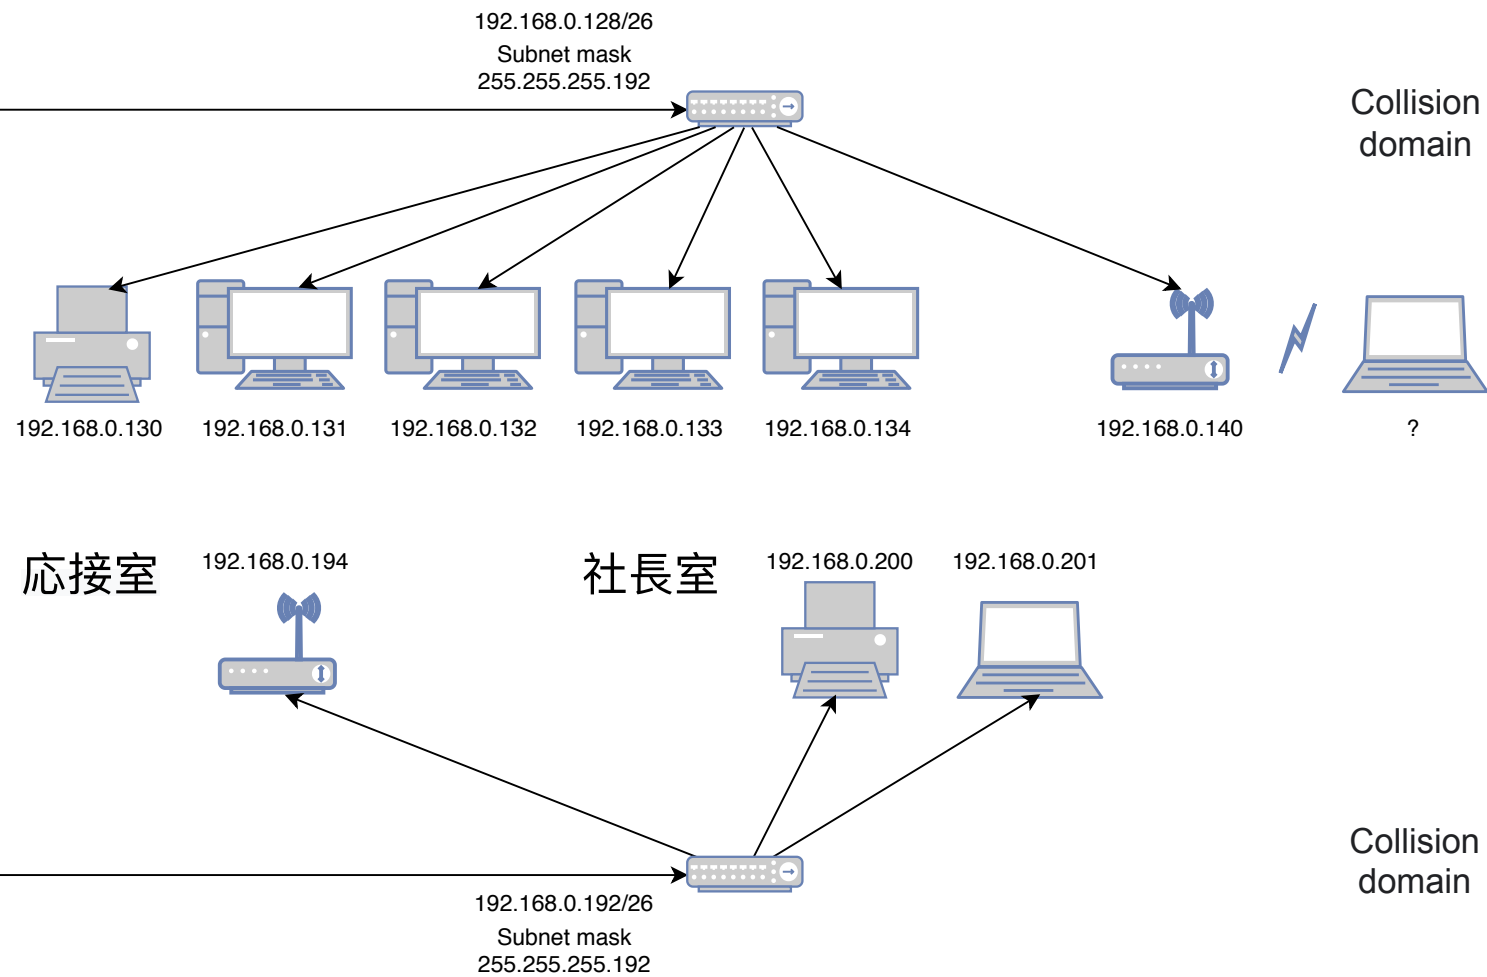 192.168.0.128/26
Subnet mask
255.255.255.192
Collision
domain
192.168.0.130
192.168.0.131
192.168.0.132
192.168.0.133
192.168.0.134
192.168.0.140
?
応接室
192.168.0.194
社長室
192.168.0.200
192.168.0.201
Collision
domain
192.168.0.192/26
Subnet mask
255.255.255.192